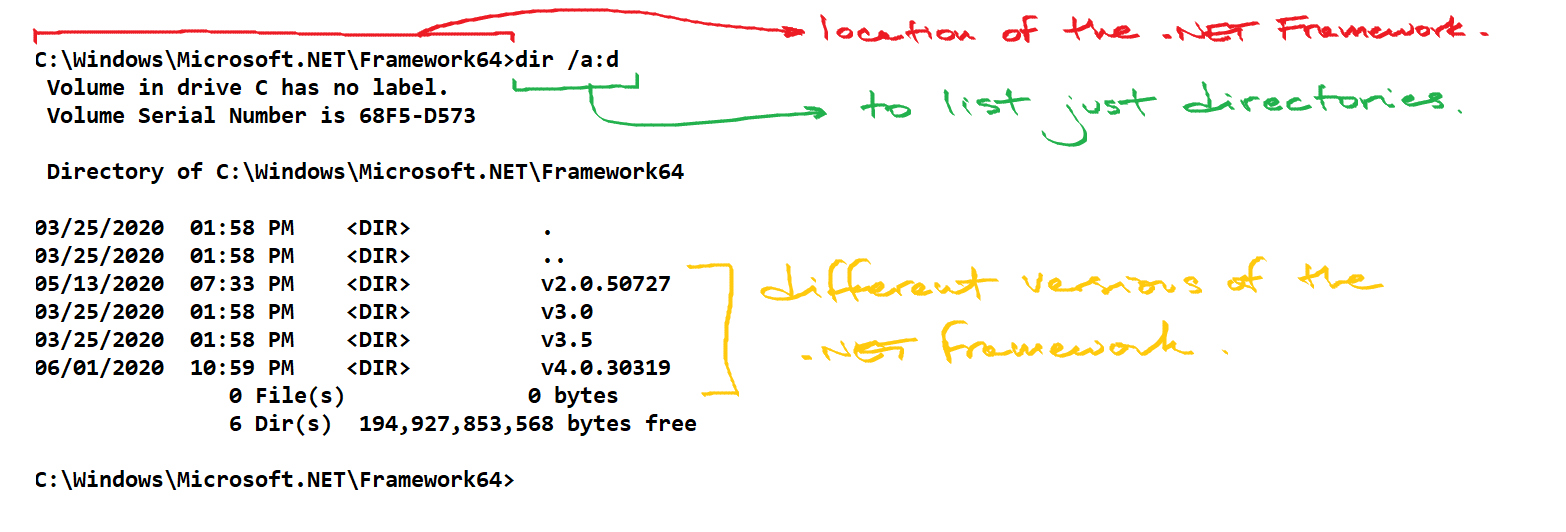 location of the .NET Framework.
C:\Windows\Microsoft.NET\Framework64>dir /a:d
Volume in drive C has no label.
to list just directories.
Volume Serial Number is 68F5-D573
Directory of C:\Windows\Microsoft.NET\Framework64
03/25/2020 01:58 PM <DIR> .
03/25/2020 01:58 PM <DIR> ..
05/13/2020 07:33 PM <DIR> v2.0.50727
03/25/2020 01:58 PM <DIR> v3.0
03/25/2020 01:58 PM <DIR> v3.5
06/01/2020 10:59 PM <DIR> v4.0.30319
different versions of the
.NET framework.
0 File(s) 0 bytes
6 Dir(s) 194,927,853,568 bytes free
C:\Windows\Microsoft.NET\Framework64>